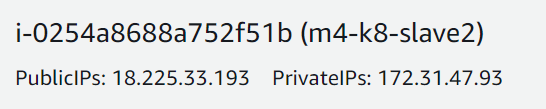 i-0254a8688a752f51b (m4-k8-slave2)
PublicIPs: 18.225.33.193 PrivateIPs: 172.31.47.93